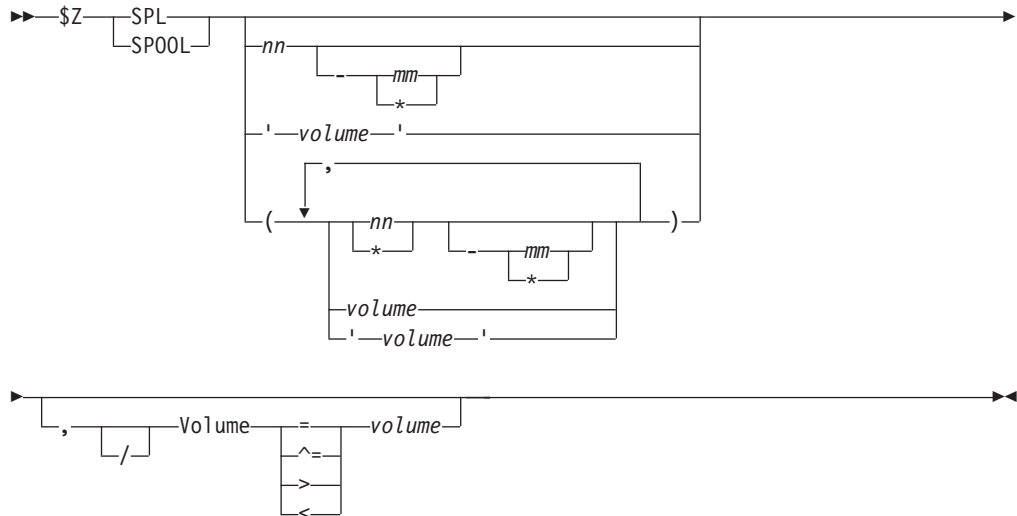 $Z SPL
SPOOL
nn
- mm
*
' volume '
,
( nn )
*
- mm
*
volume
' volume '
, Volume = volume
/
^=
>
<